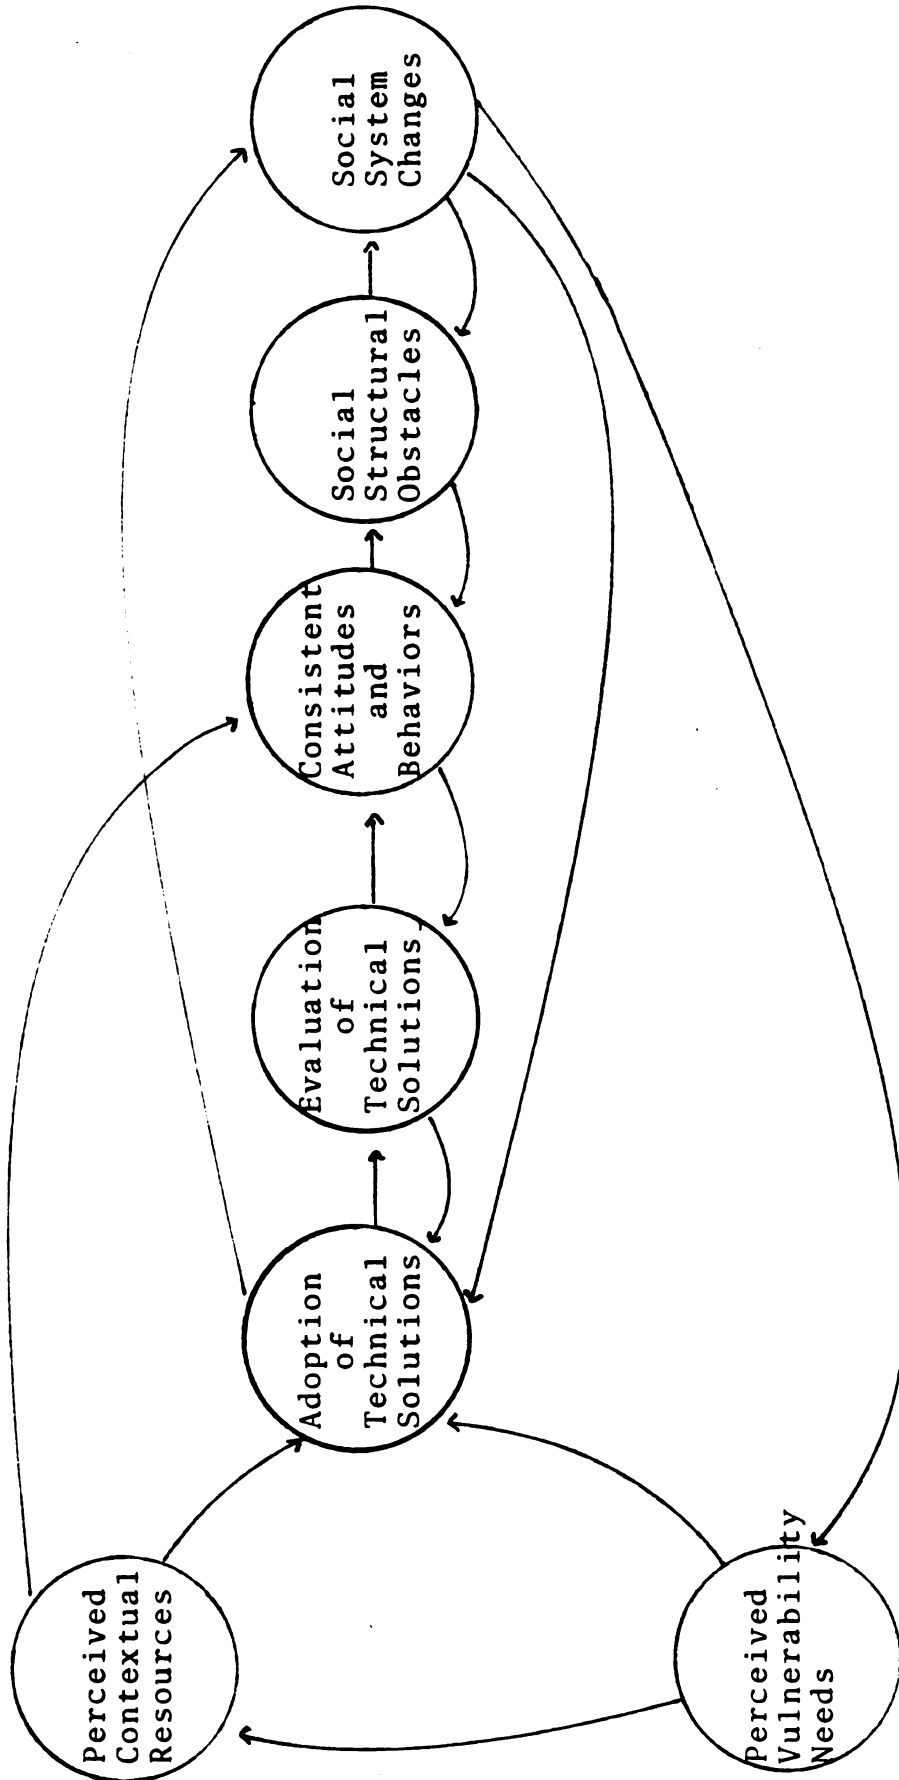 Perceived
Contextual
Resources
Perceived
Vulnerability
Needs
Adoption
of
Technical
Solutions
Evaluation
of
Technical
Solutions
Consistent
Attitudes
and
Behaviors
Social
Structural
Obstacles
Social
System
Changes